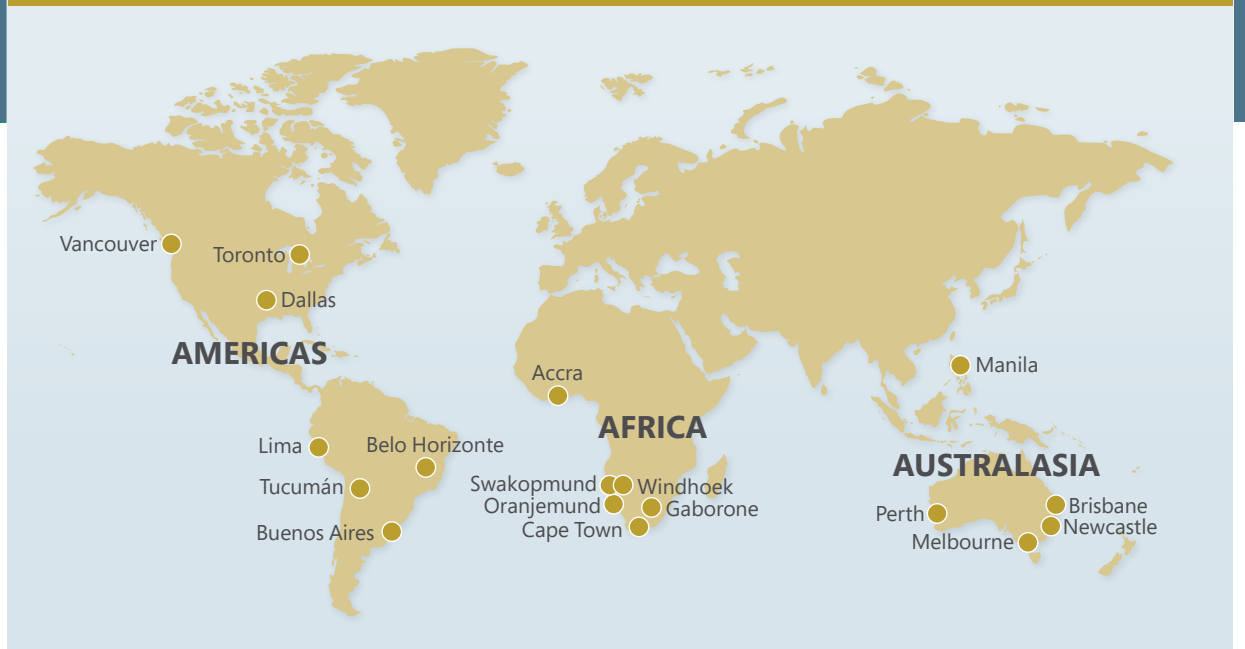 Vancouver
Toronto
Dallas
AMERICAS
Lima
Belo Horizonte
Tucumán
Buenos Aires
Accra
AFRICA
Swakopmund
Windhoek
Oranjemund
Gaborone
Cape Town
Manila
AUSTRALASIA
Perth
Brisbane
Newcastle
Melbourne